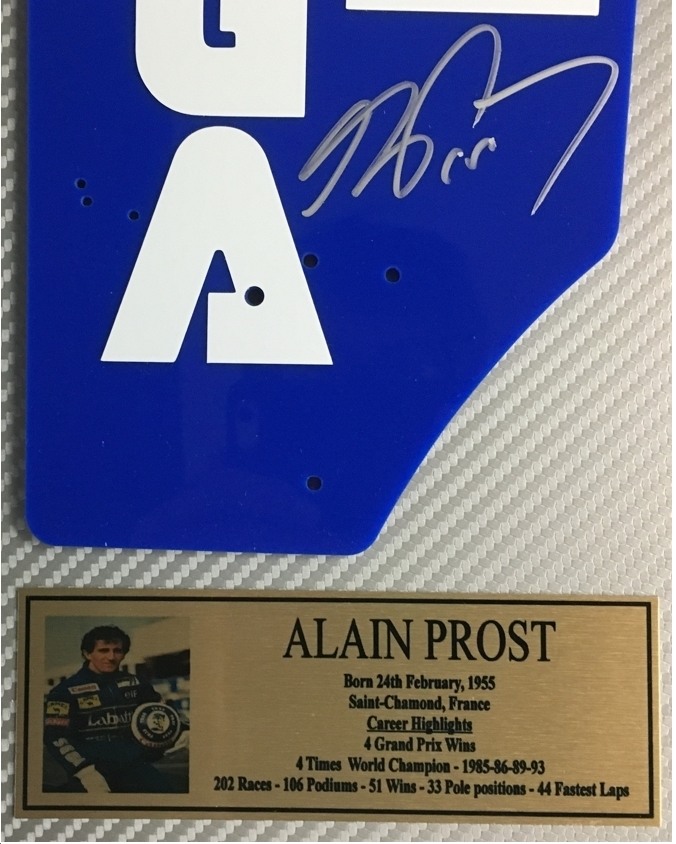 G
A
ALAIN PROST
Born 24th February, 1955
Saint-Chamond, France
Career Highlights
4 Grand Prix Wins
4 Times World Champion - 1985-86-89-93
202 Races - 106 Podiums - 51 Wins - 33 Pole positions - 44 Fastest Laps